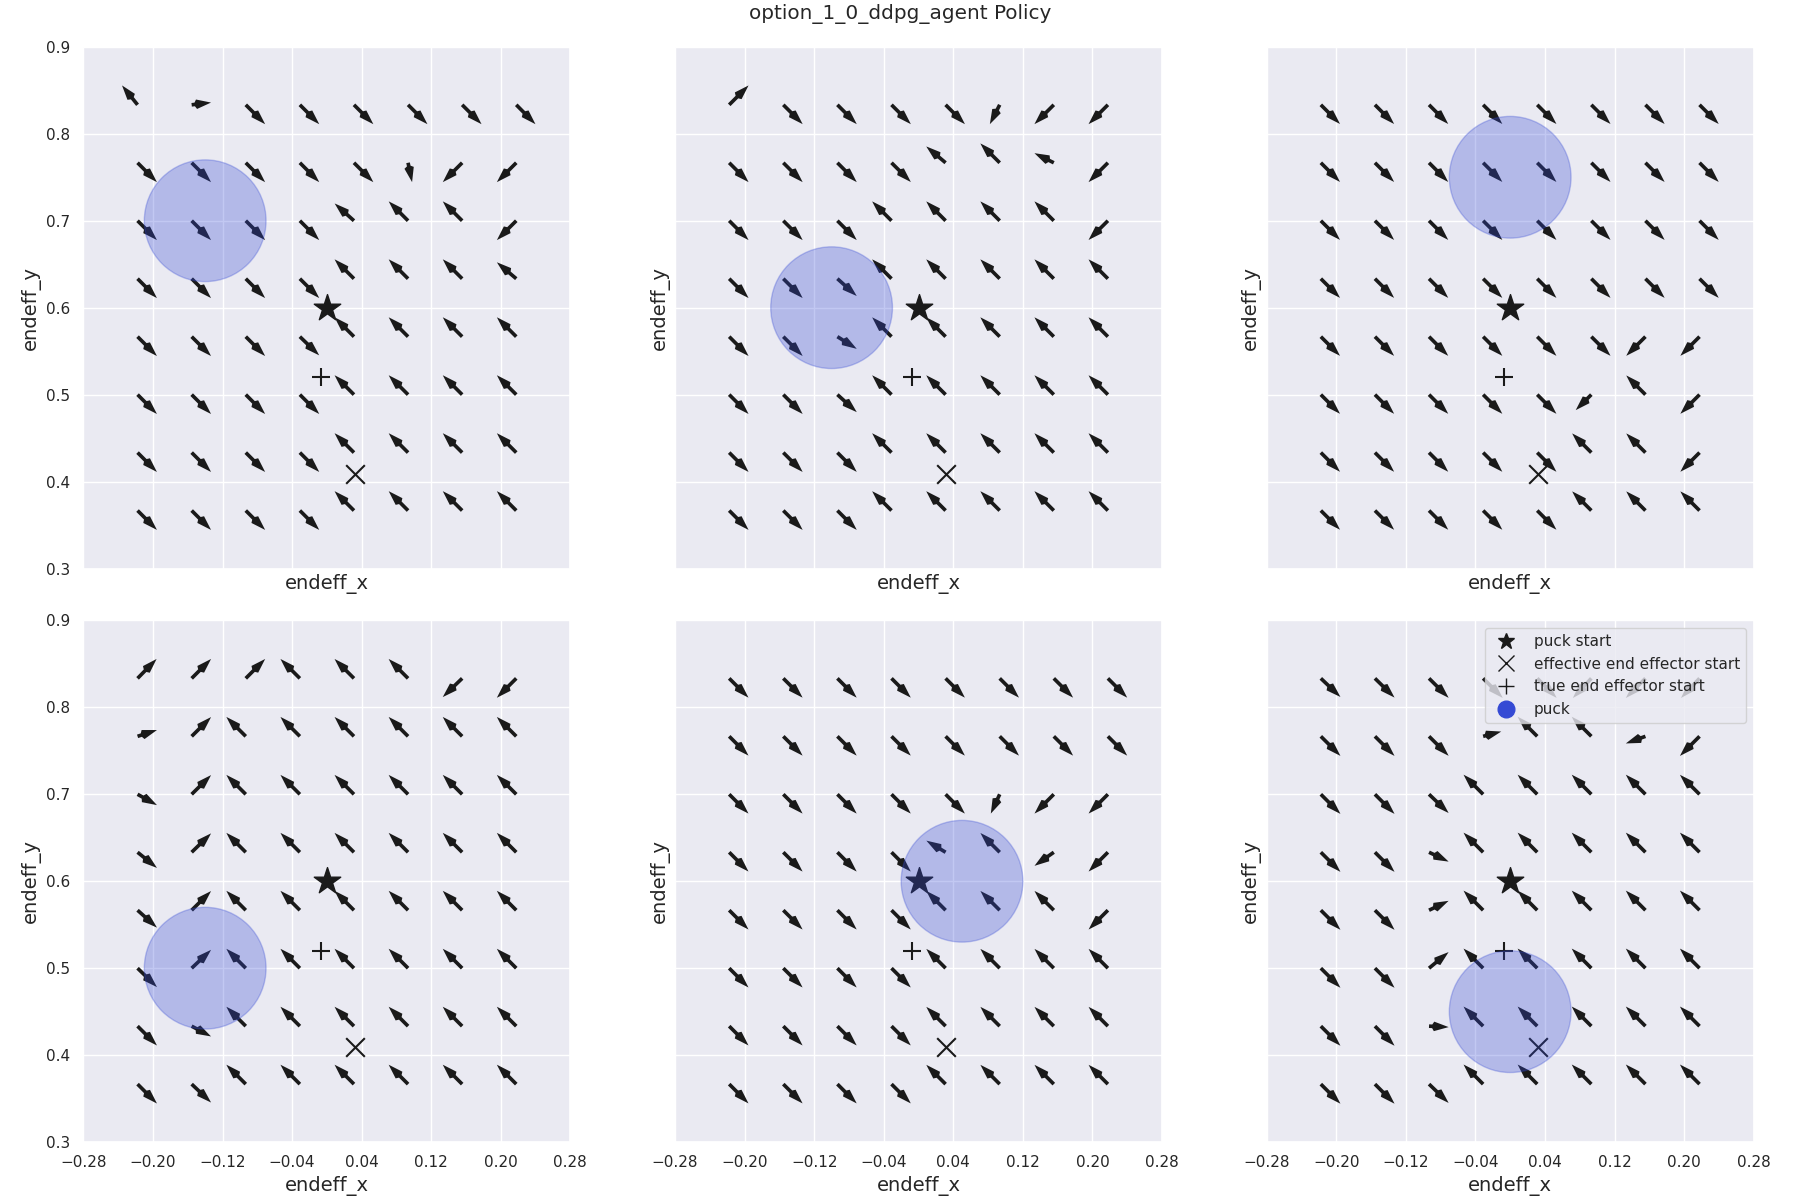 option_1_0_ddpg_agent Policy
0.9
0.8
0.7
0.6
0.5
0.4
0.3
endeff_y
endeff_x
endeff_y
endeff_x
endeff_y
endeff_x
0.9
0.8
0.7
0.6
0.5
0.4
0.3
endeff_y
−0.28 −0.20 −0.12 −0.04 0.04 0.12 0.20 0.28
endeff_x
endeff_y
−0.28 −0.20 −0.12 −0.04 0.04 0.12 0.20 0.28
endeff_x
puck start
effective end effector start
true end effector start
puck
endeff_y
−0.28 −0.20 −0.12 −0.04 0.04 0.12 0.20 0.28
endeff_x